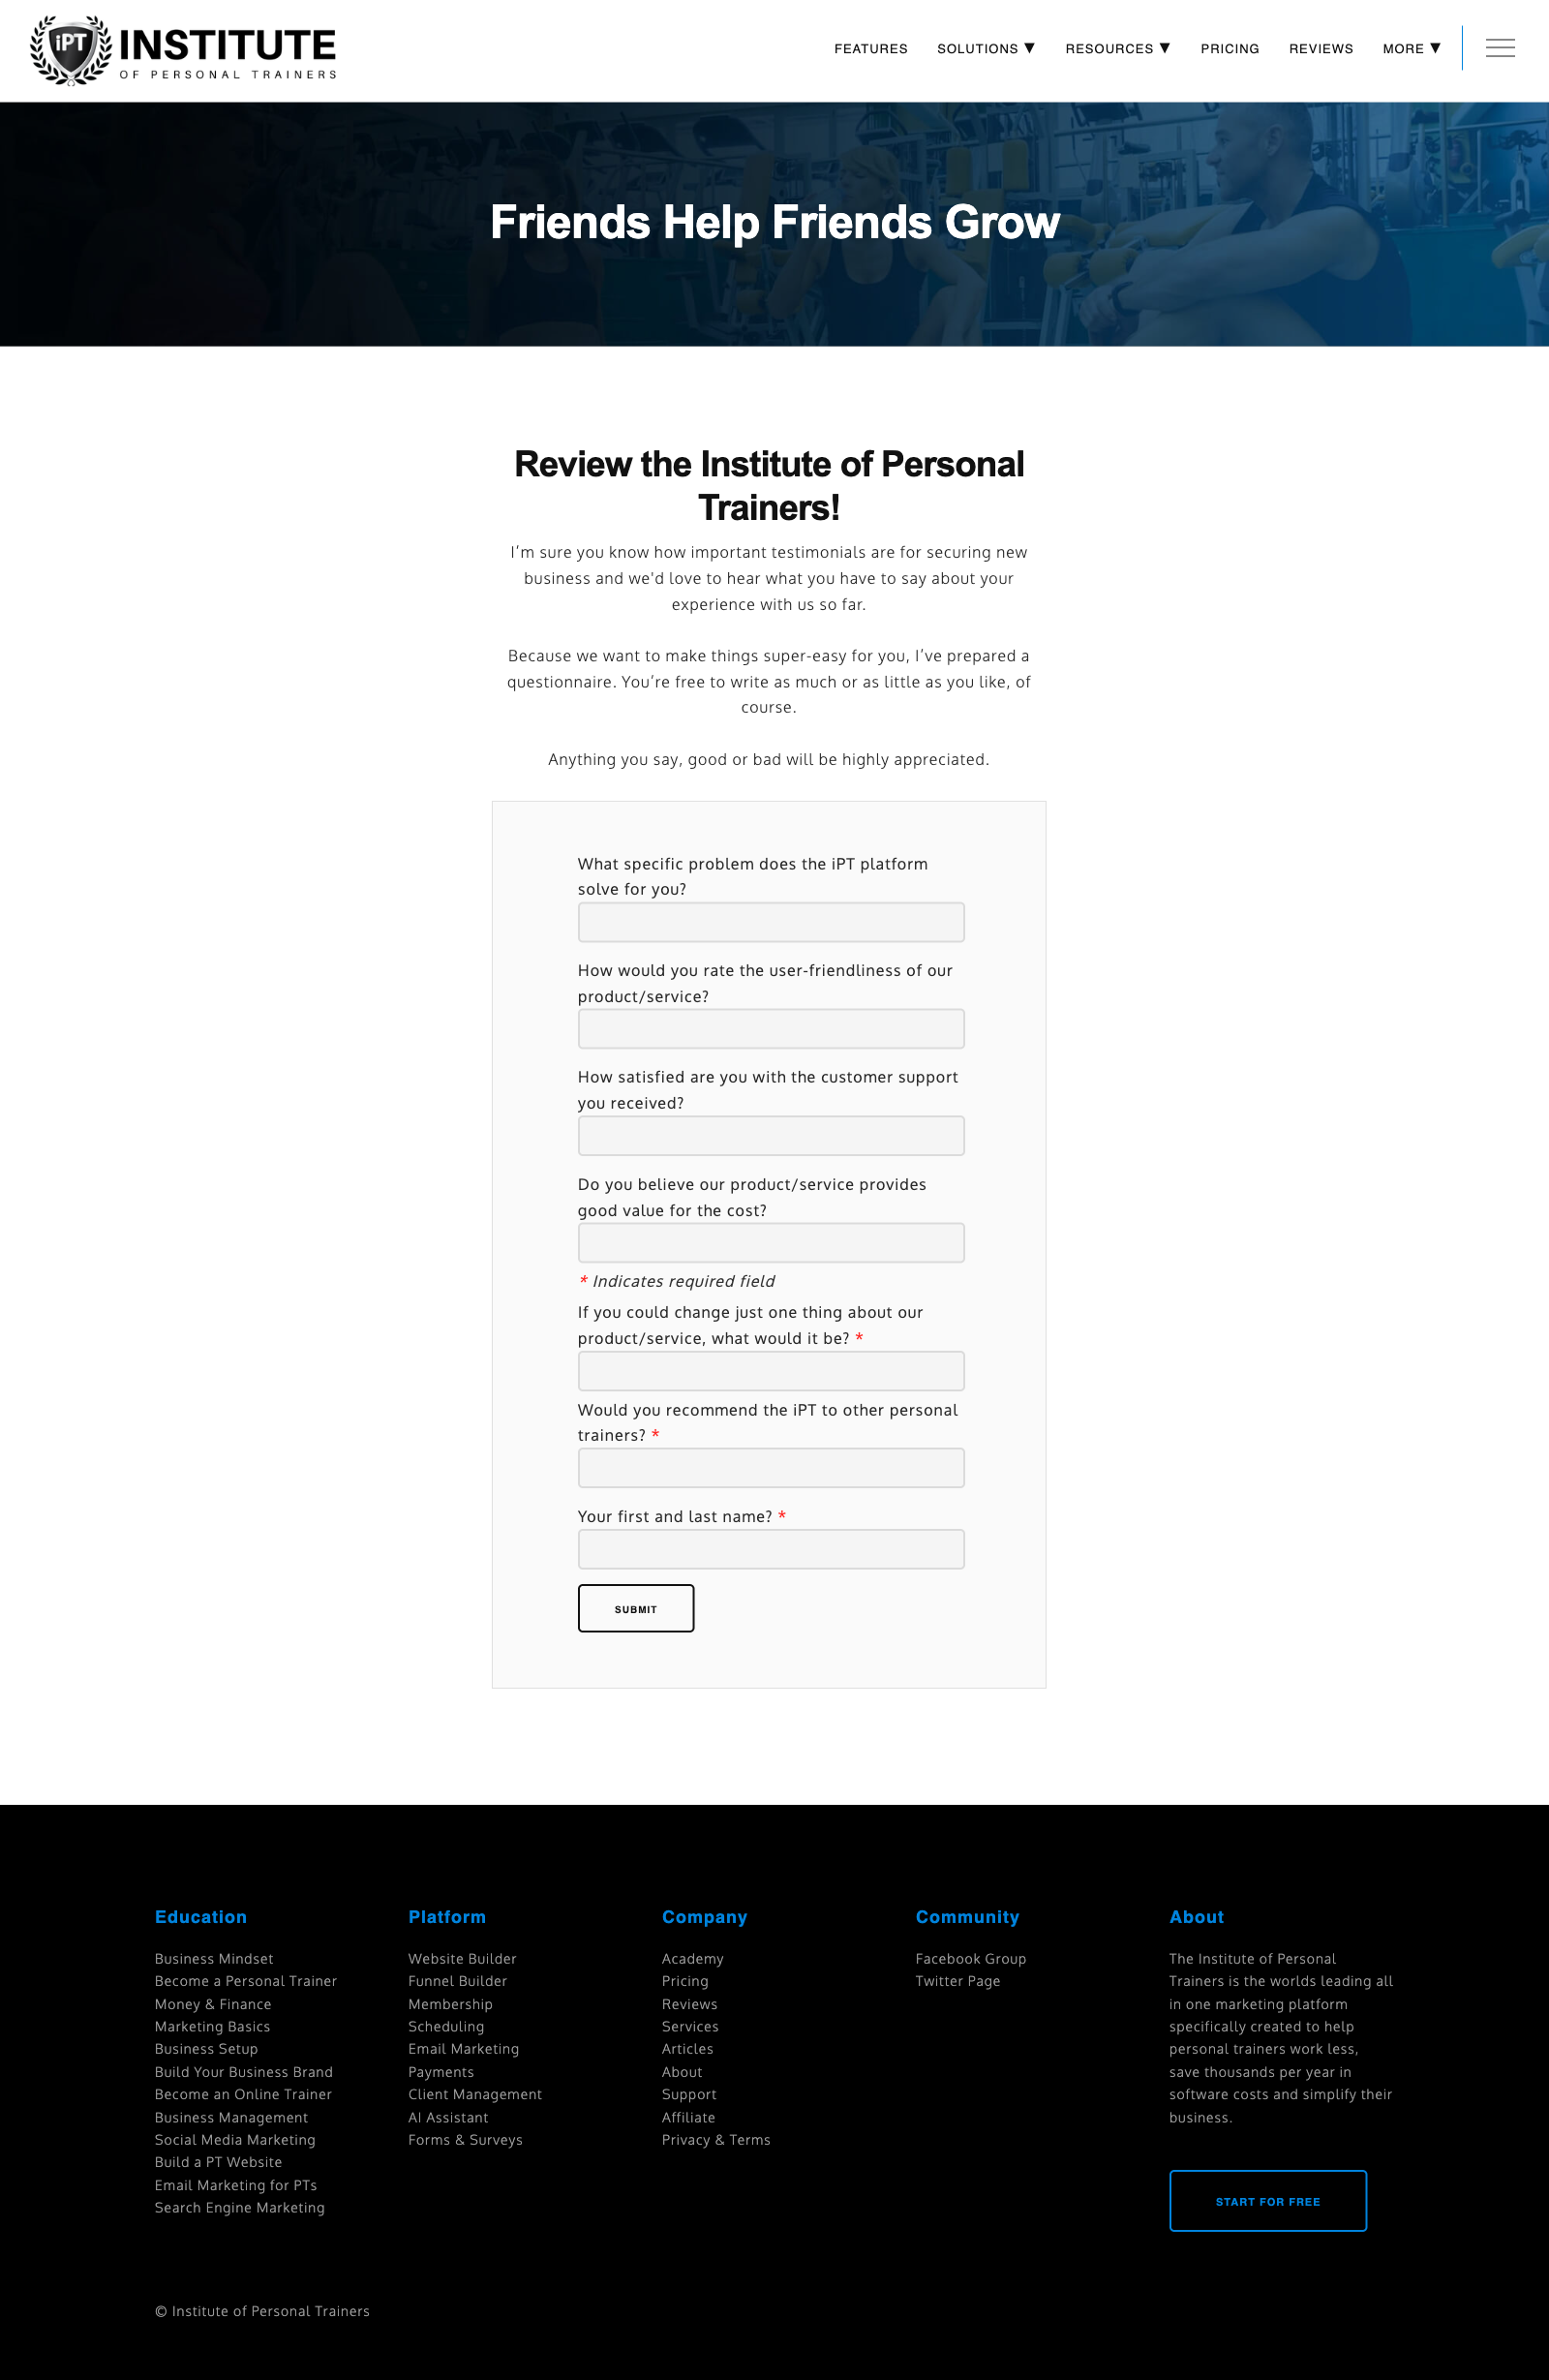 iPT
INSTITUTE
OF PERSONAL TRAINERS
FEATURES
SOLUTIONS ▼
RESOURCES ▼
PRICING
REVIEWS
MORE ▼
Friends Help Friends Grow
Review the Institute of Personal
Trainers!
I’m sure you know how important testimonials are for securing new
business and we'd love to hear what you have to say about your
experience with us so far.
Because we want to make things super-easy for you, I’ve prepared a
questionnaire. You’re free to write as much or as little as you like, of
course.
Anything you say, good or bad will be highly appreciated.
What specific problem does the iPT platform
solve for you?
How would you rate the user-friendliness of our
product/service?
How satisfied are you with the customer support
you received?
Do you believe our product/service provides
good value for the cost?
* Indicates required field
If you could change just one thing about our
product/service, what would it be? *
Would you recommend the iPT to other personal
trainers? *
Your first and last name? *
SUBMIT
Education
Business Mindset
Become a Personal Trainer
Money & Finance
Marketing Basics
Business Setup
Build Your Business Brand
Become an Online Trainer
Business Management
Social Media Marketing
Build a PT Website
Email Marketing for PTs
Search Engine Marketing
Platform
Website Builder
Funnel Builder
Membership
Scheduling
Email Marketing
Payments
Client Management
AI Assistant
Forms & Surveys
Company
Academy
Pricing
Reviews
Services
Articles
About
Support
Affiliate
Privacy & Terms
Community
Facebook Group
Twitter Page
About
The Institute of Personal
Trainers is the worlds leading all
in one marketing platform
specifically created to help
personal trainers work less,
save thousands per year in
software costs and simplify their
business.
START FOR FREE
© Institute of Personal Trainers